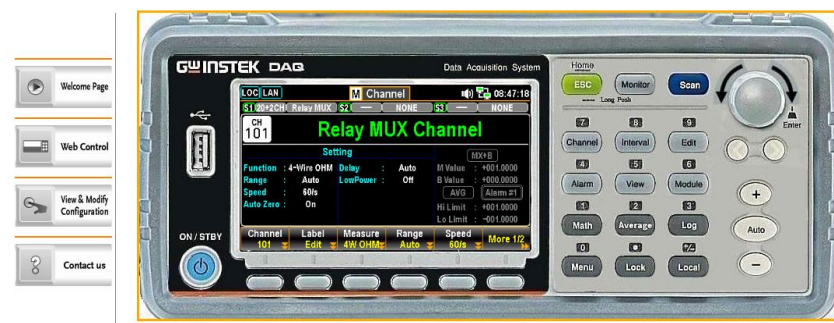 Welcome Page
Web Control
View & Modify
Configuration
Contact us
GWINSTEK DAQ
Data Acquisition System
LOC LAN M Channel 08:47:18
S1 20+2CH Relay MUX S2 — NONE S3 — NONE
CH
101
Relay MUX Channel
Setting
MX+B
Function : 4-Wire OHM Delay : Auto M Value : +001.0000
Range : Auto LowPower : Off B Value : +000.0000
Speed : 60/s AVG Alarm #1
Auto Zero : On Hi Limit : +001.0000
Lo Limit : -001.0000
Channel Label Measure Range Speed More 1/2
101 Edit 4W OHM Auto 60/s
ON / STBY
Home
ESC Monitor Scan
Long Push
Enter
7 8 9
Channel Interval Edit
4 5 6
Alarm View Module
1 2 3
Math Average Log
+
Auto
−
0 +/-
Menu Lock Local